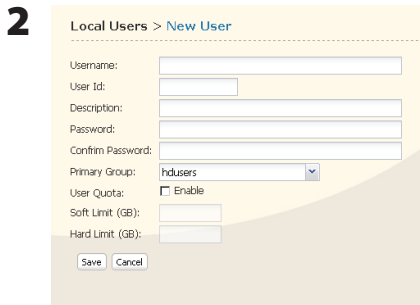 2
Local Users > New User
Username:
User Id:
Description:
Password:
Confrim Password:
Primary Group: hdusers
User Quota: Enable
Soft Limit (GB):
Hard Limit (GB):
Save Cancel